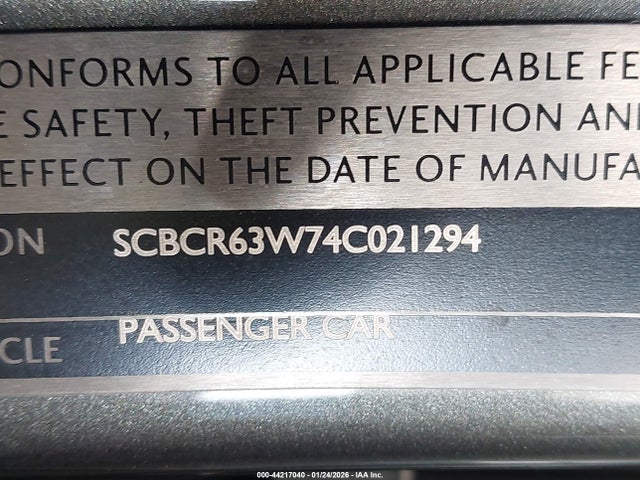 ONFORMS TO ALL APPLICABLE FE
E SAFETY, THEFT PREVENTION AN
EFFECT ON THE DATE OF MANUFA
ON SCBCR63W74C021294
PASSENGER CAR
CLE
000-44217040 - 01/24/2026 - IAA Inc.